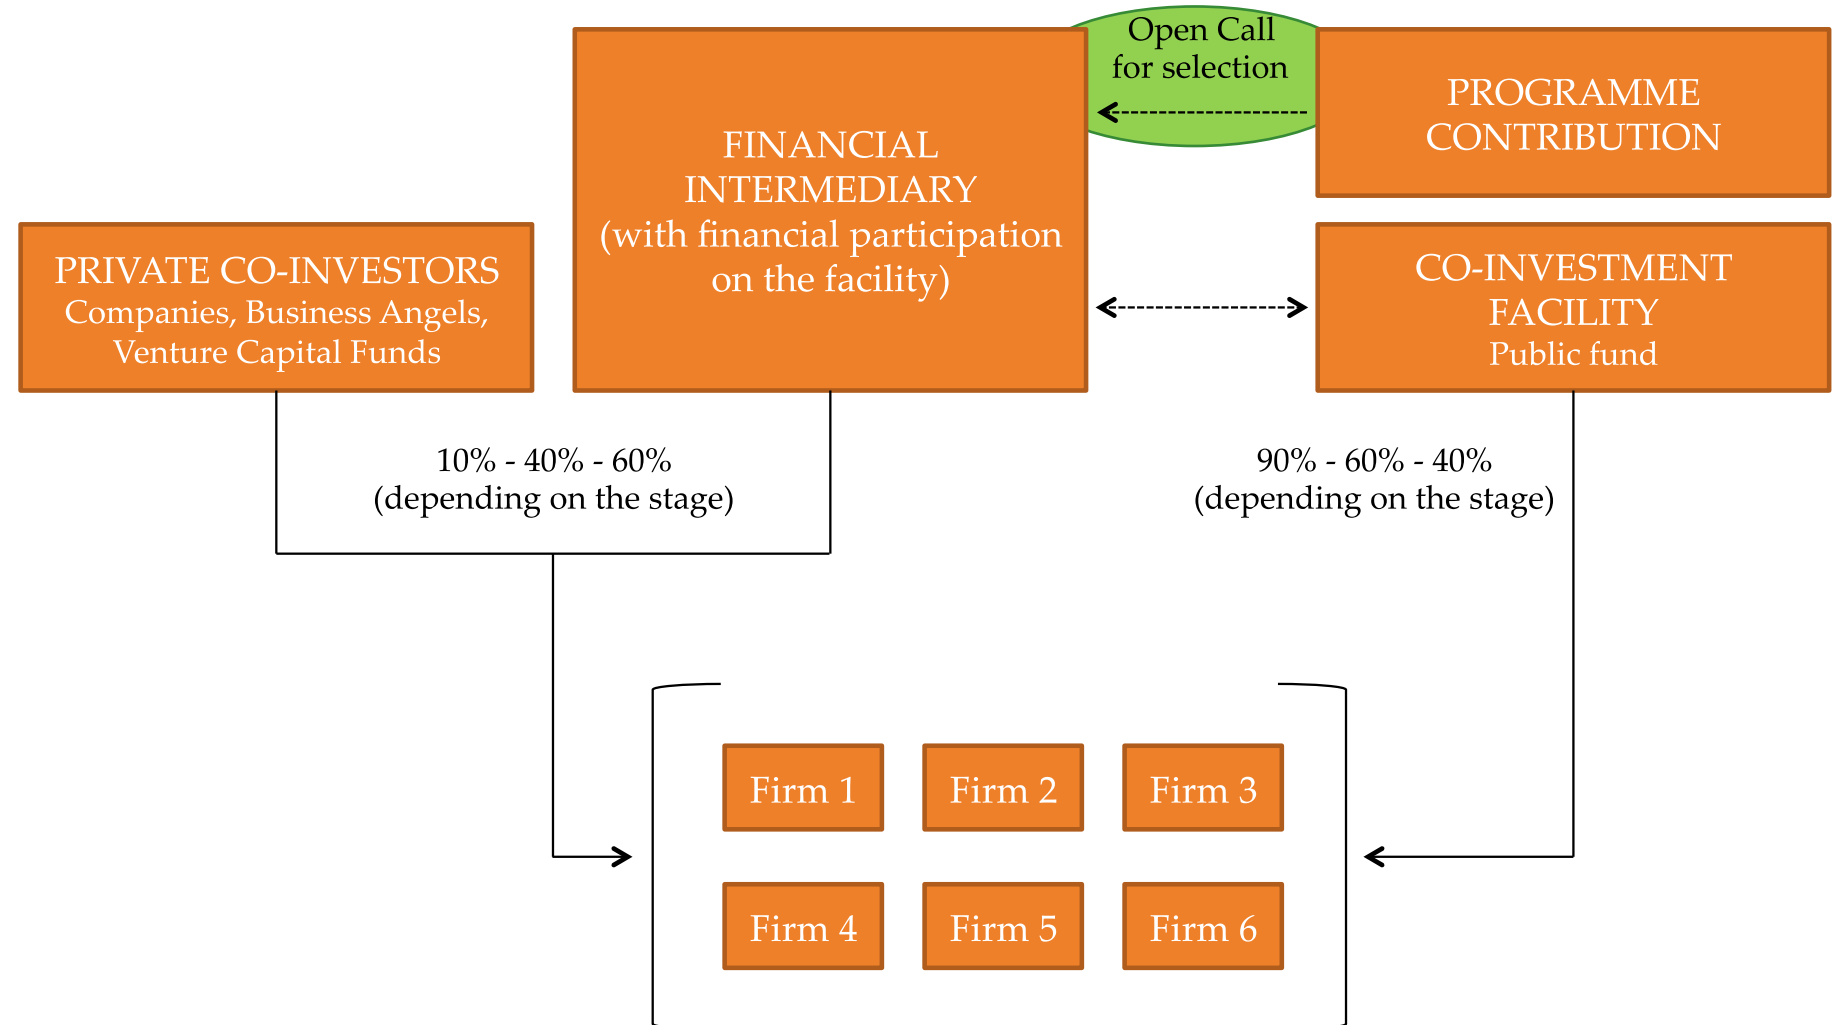 Open Call
for selection
PROGRAMME
CONTRIBUTION
FINANCIAL
INTERMEDIARY
(with financial participation
on the facility)
PRIVATE CO-INVESTORS
Companies, Business Angels,
Venture Capital Funds
CO-INVESTMENT
FACILITY
Public fund
10% - 40% - 60%
(depending on the stage)
90% - 60% - 40%
(depending on the stage)
Firm 1
Firm 2
Firm 3
Firm 4
Firm 5
Firm 6